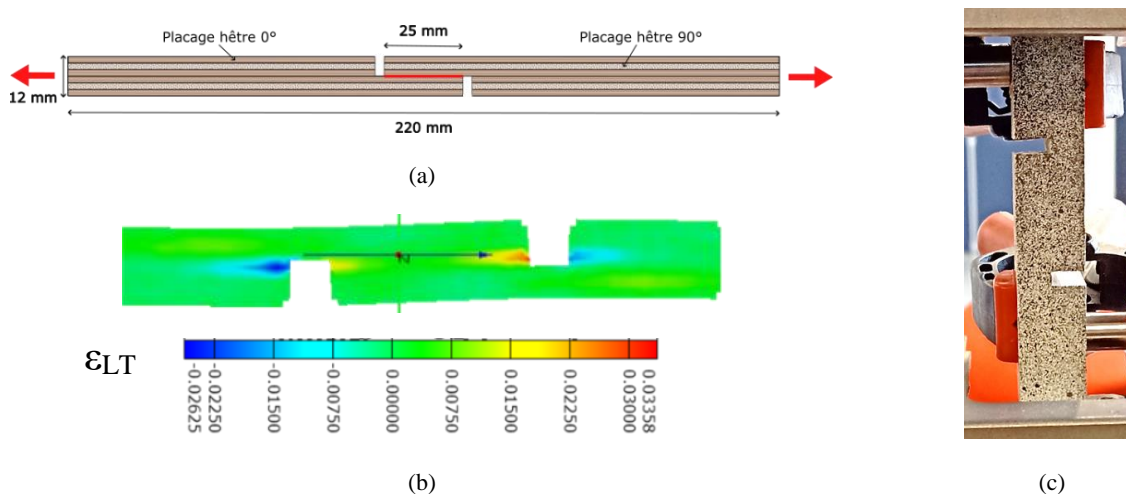 25 mm
Placage hêtre 0°
Placage hêtre 90°
12 mm
220 mm
(a)
εLT
-0.02625
-0.02250
-0.01500
-0.00750
0.00000
0.00750
0.01500
0.02250
0.03000
0.03358
(b)
(c)